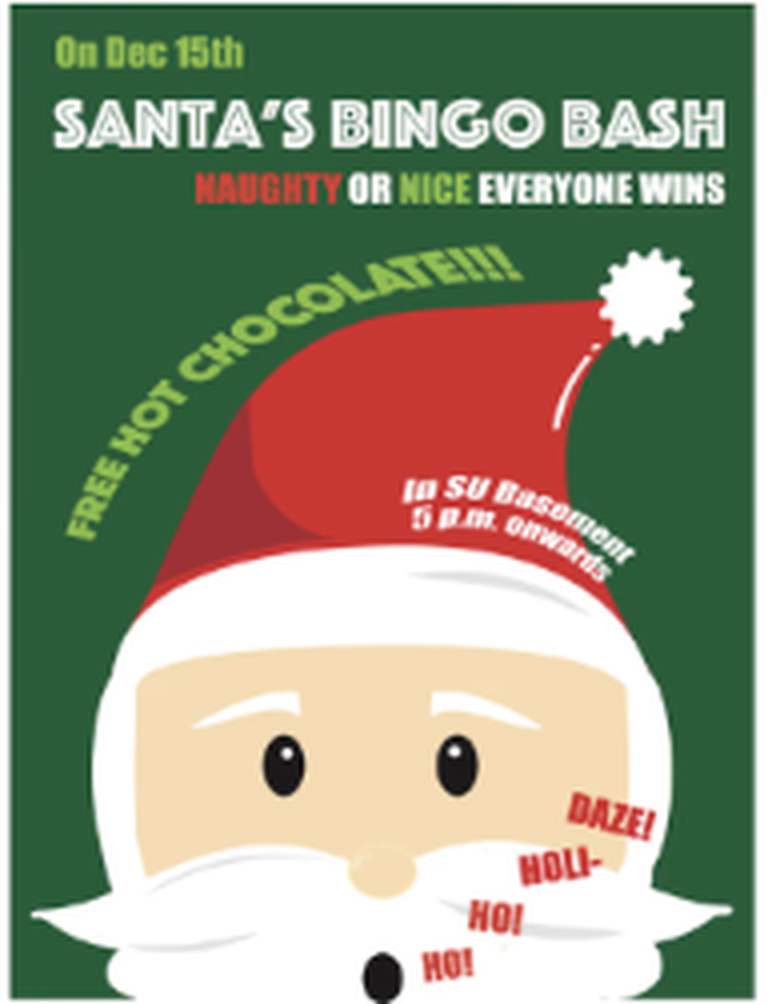 On Dec 15th
SANTA'S BINGO BASH
NAUGHTY OR NICE EVERYONE WINS
FREE HOT CHOCOLATE!!!
In SU Basement
5 p.m. onwards
DAZE!
HOLI-
HO!
HO!